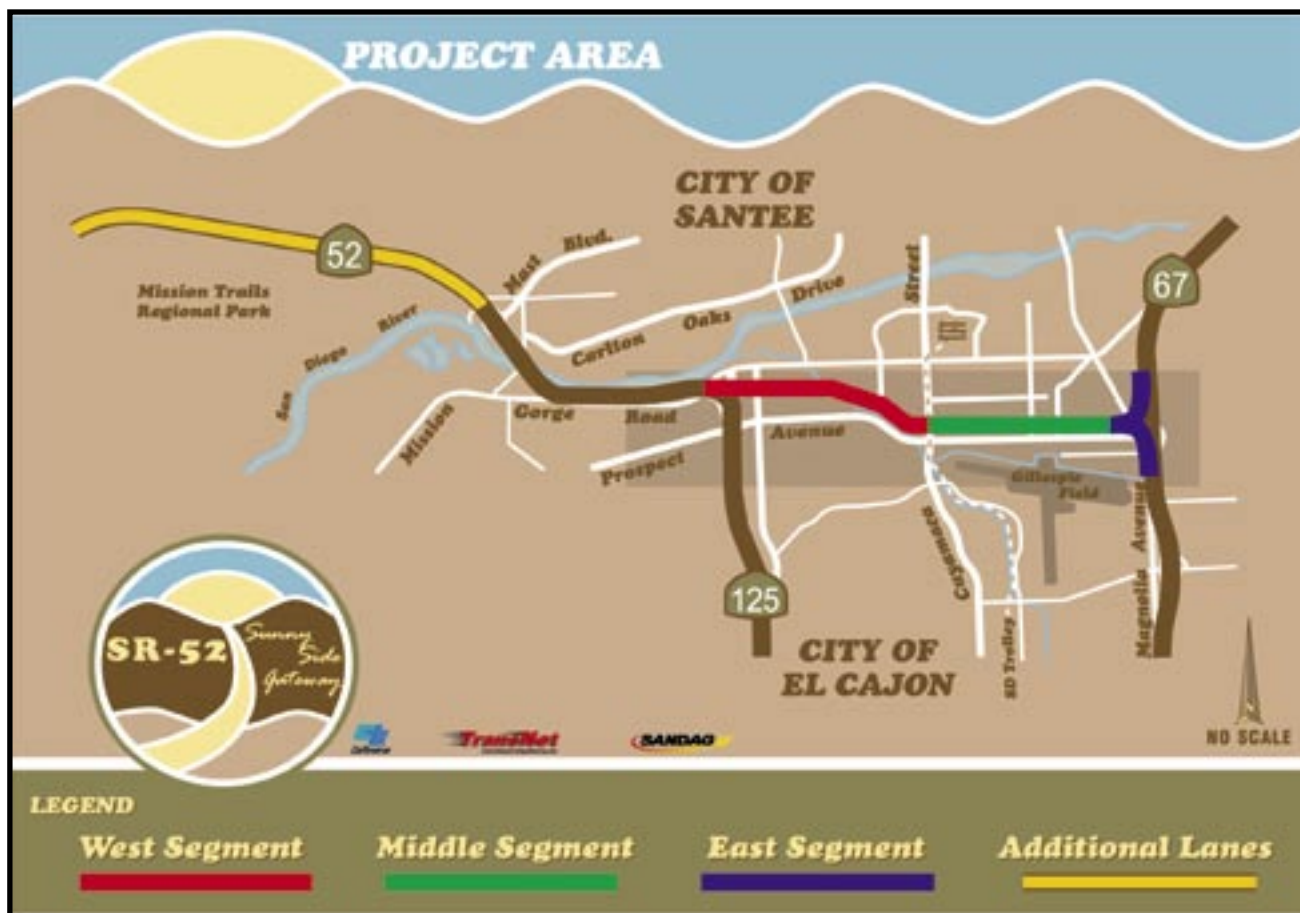 PROJECT AREA
CITY OF
SANTEE
52
Mast Blvd.
Mission Trails
Regional Park
San Diego River
Carlton Oaks Drive
Street
67
Mission Gorge Road
Prospect Avenue
Gillespie
Field
Cuyamaca
Magnolia Avenue
125
SD Trolley
CITY OF
EL CAJON
SR-52
Sunny
Side
Gateway
Caltrans
TransNet
SANDAG
NO SCALE
LEGEND
West Segment
Middle Segment
East Segment
Additional Lanes